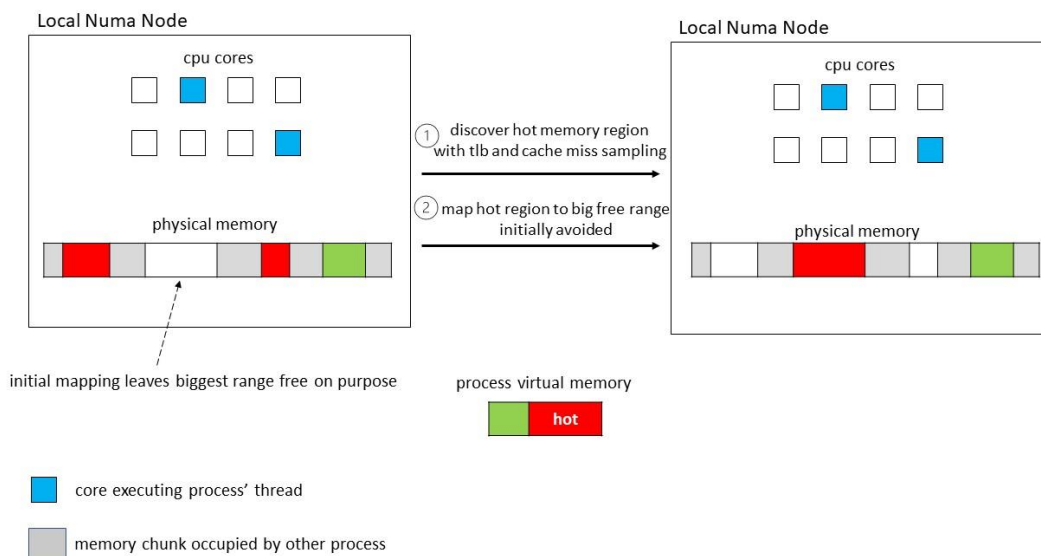 Local Numa Node
cpu cores
physical memory
initial mapping leaves biggest range free on purpose
1 discover hot memory region
with tlb and cache miss sampling
2 map hot region to big free range
initially avoided
Local Numa Node
cpu cores
physical memory
process virtual memory
hot
core executing process’ thread
memory chunk occupied by other process